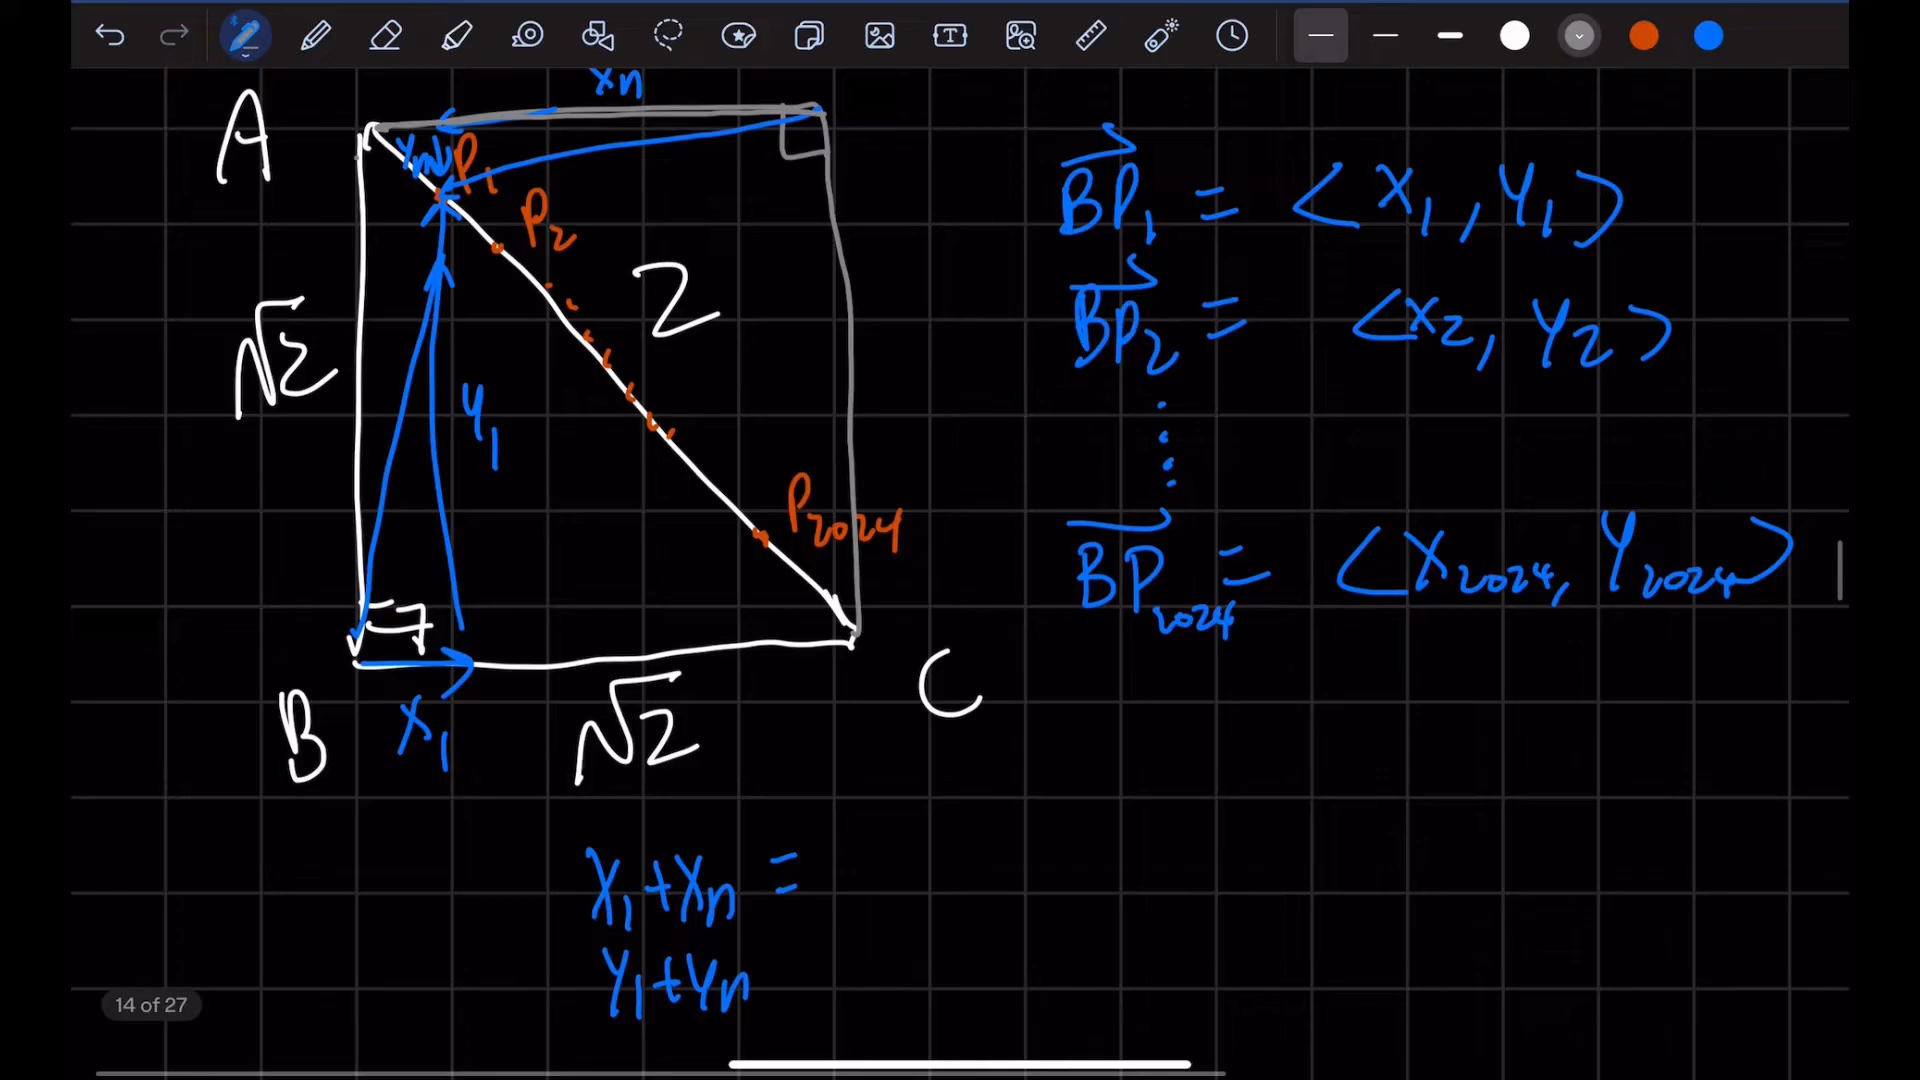 xn
A
yn
P1
P2
√2
2
y1
P2024
B
x1
√2
C
BP1 = <x1, y1>
BP2 = <x2, y2>
BP2024 = <x2024, y2024>
x1+xn =
y1+yn
14 of 27